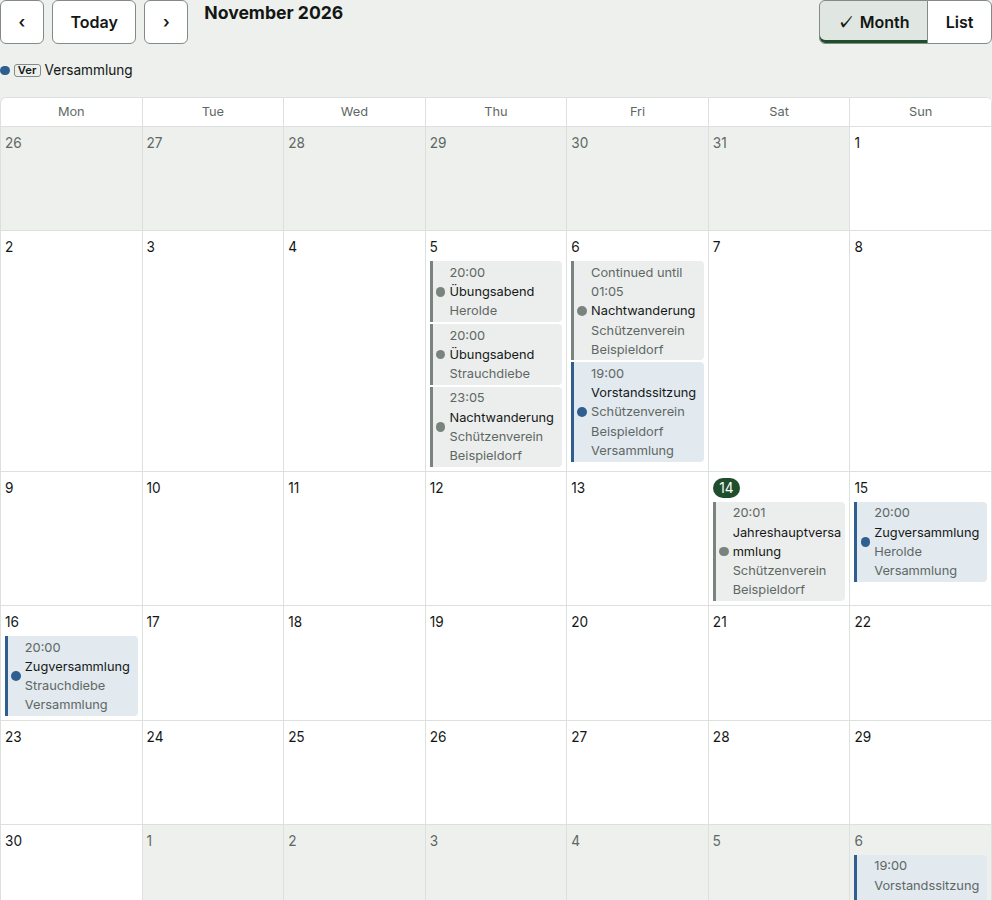 ‹ Today › November 2026 ✓ Month List
Ver Versammlung
Mon Tue Wed Thu Fri Sat Sun
26 27 28 29 30 31 1
2 3 4 5 6 7 8
20:00
Übungsabend
Herolde
20:00
Übungsabend
Strauchdiebe
23:05
Nachtwanderung
Schützenverein
Beispieldorf
Continued until
01:05
Nachtwanderung
Schützenverein
Beispieldorf
19:00
Vorstandssitzung
Schützenverein
Beispieldorf
Versammlung
9 10 11 12 13 14 15
20:01
Jahreshauptversa
mmlung
Schützenverein
Beispieldorf
20:00
Zugversammlung
Herolde
Versammlung
16 17 18 19 20 21 22
20:00
Zugversammlung
Strauchdiebe
Versammlung
23 24 25 26 27 28 29
30 1 2 3 4 5 6
19:00
Vorstandssitzung